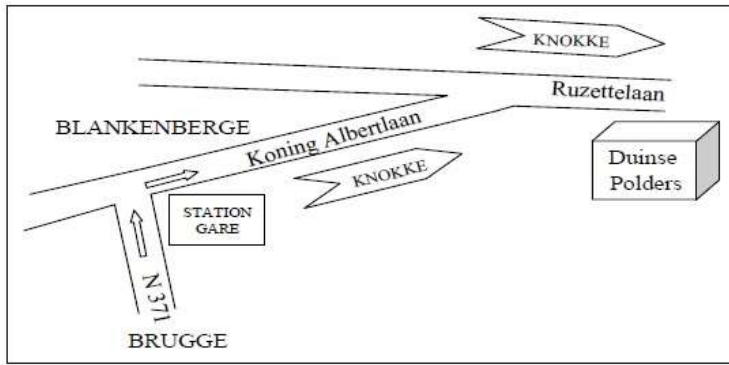 KNOKKE
Ruzettelaan
BLANKENBERGE
Koning Albertlaan
Duinse
Polders
KNOKKE
STATION
GARE
N 371
BRUGGE